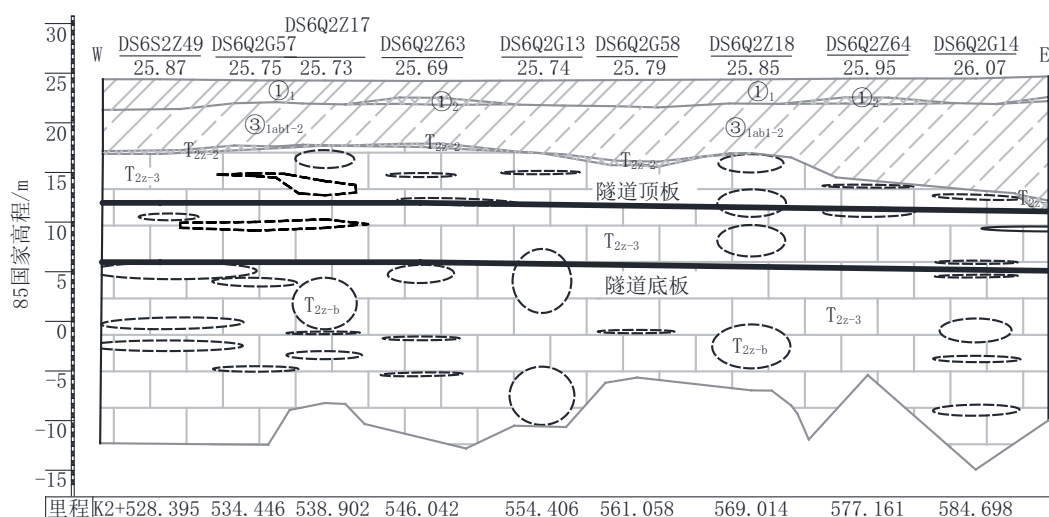 DS6Q2Z17
DS6S2Z49 DS6Q2G57 DS6Q2Z63 DS6Q2G13 DS6Q2G58 DS6Q2Z18 DS6Q2Z64 DS6Q2G14
W 25.87 25.75 25.73 25.69 25.74 25.79 25.85 25.95 26.07 E
30
25
20
15
10
5
0
-5
-10
-15
85国家高程/m
①1 ①2 ①1 ①2
③1ab1-2 ③1ab1-2
T2z-2 T2z-2 T2z-2
T2z-3
隧道顶板
T2z
T2z-3
隧道底板
T2z-b T2z-3
T2z-b
里程 K2+528.395 534.446 538.902 546.042 554.406 561.058 569.014 577.161 584.698